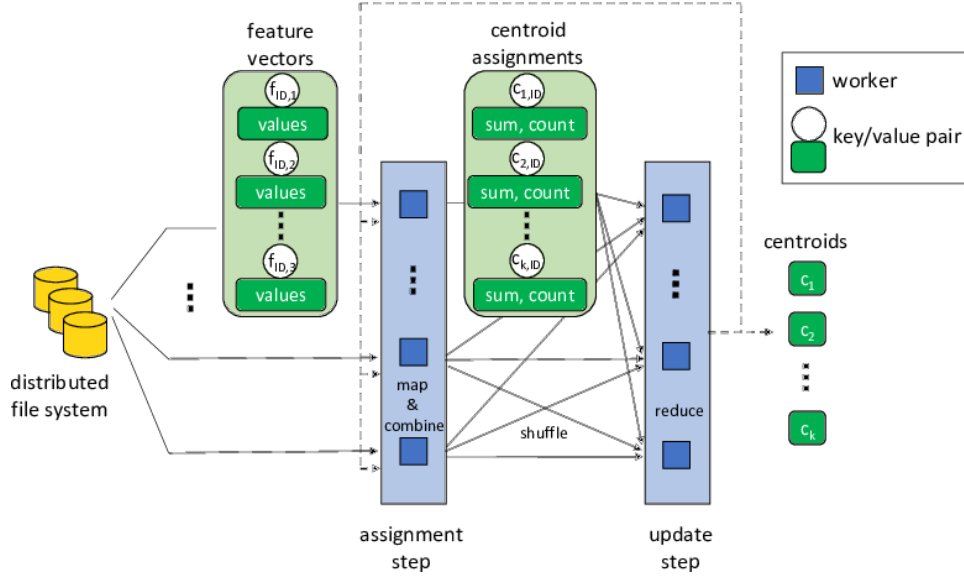 feature
vectors
f_ID,1
values
f_ID,2
values
f_ID,3
values
centroid
assignments
c_1,ID
sum, count
c_2,ID
sum, count
c_k,ID
sum, count
worker
key/value pair
distributed
file system
map
&
combine
shuffle
reduce
assignment
step
update
step
centroids
c_1
c_2
c_k